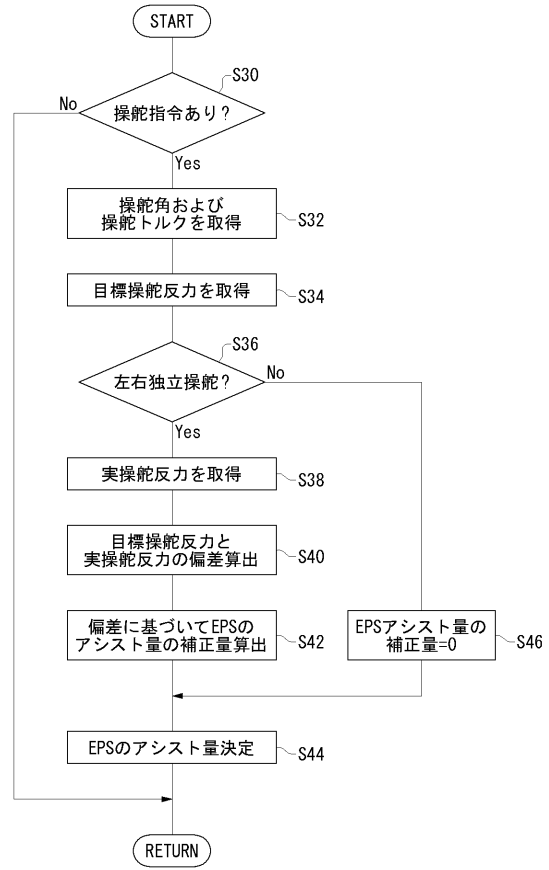 START
S30
操舵指令あり?
No
Yes
操舵角および
操舵トルクを取得
S32
目標操舵反力を取得
S34
S36
左右独立操舵?
No
Yes
実操舵反力を取得
S38
目標操舵反力と
実操舵反力の偏差算出
S40
偏差に基づいてEPSの
アシスト量の補正量算出
S42
EPSアシスト量の
補正量=0
S46
EPSのアシスト量決定
S44
RETURN